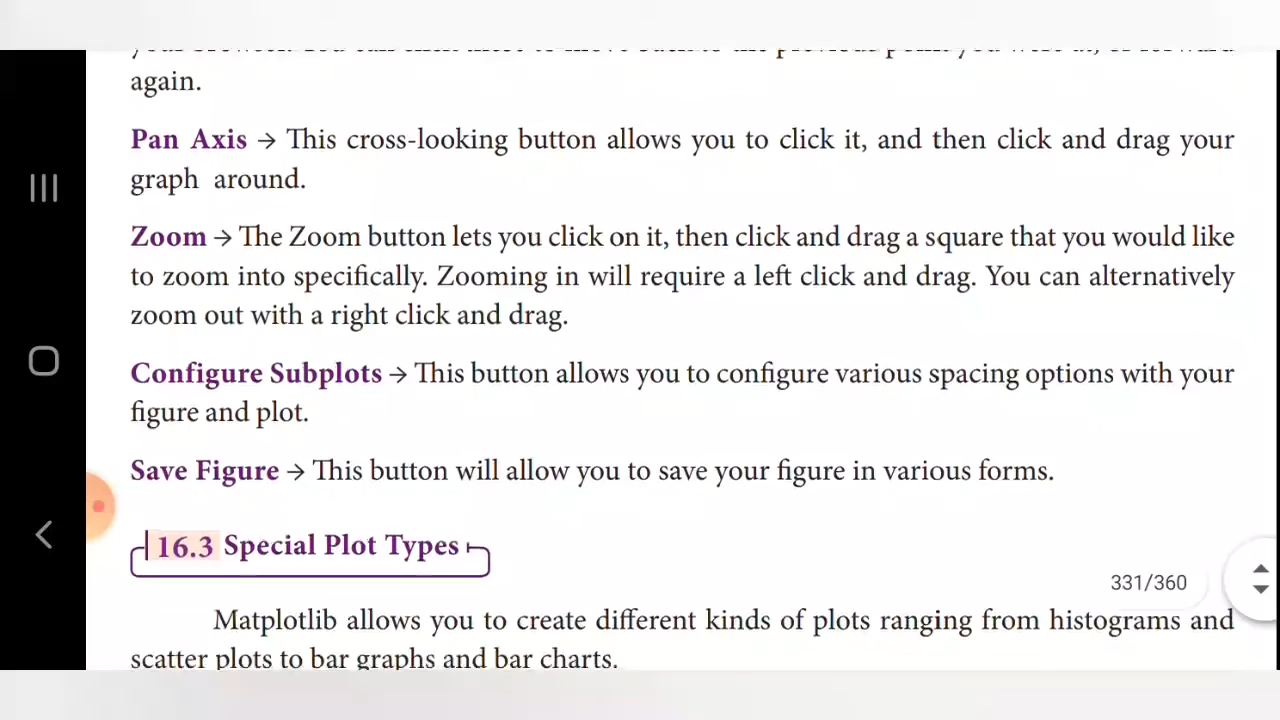 again.
Pan Axis → This cross-looking button allows you to click it, and then click and drag your
graph around.
Zoom → The Zoom button lets you click on it, then click and drag a square that you would like
to zoom into specifically. Zooming in will require a left click and drag. You can alternatively
zoom out with a right click and drag.
Configure Subplots → This button allows you to configure various spacing options with your
figure and plot.
Save Figure → This button will allow you to save your figure in various forms.
16.3 Special Plot Types
331/360
Matplotlib allows you to create different kinds of plots ranging from histograms and
scatter plots to bar graphs and bar charts.